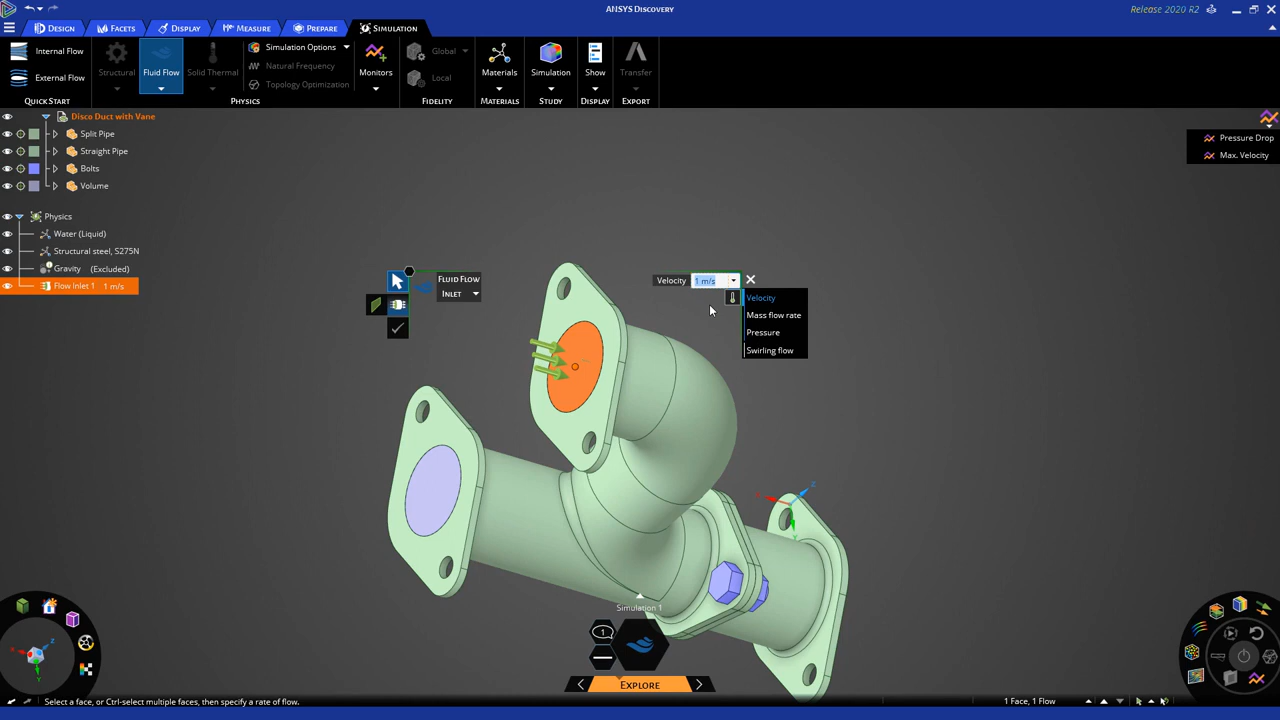 ANSYS Discovery
Release 2020 R2
Design
Facets
Display
Measure
Prepare
Simulation
Internal Flow
External Flow
Quick Start
Structural
Fluid Flow
Solid Thermal
Simulation Options
Natural Frequency
Topology Optimization
Physics
Monitors
Global
Local
Fidelity
Materials
Materials
Simulation
Study
Show
Display
Transfer
Export
Disco Duct with Vane
Split Pipe
Straight Pipe
Bolts
Volume
Physics
Water (Liquid)
Structural steel, S275N
Gravity (Excluded)
Flow Inlet 1 1 m/s
Pressure Drop
Max. Velocity
Fluid Flow
Inlet
Velocity 1 m/s
Velocity
Mass flow rate
Pressure
Swirling flow
Z
Simulation 1
1
Explore
Select a face, or Ctrl-select multiple faces, then specify a rate of flow.
1 Face, 1 Flow